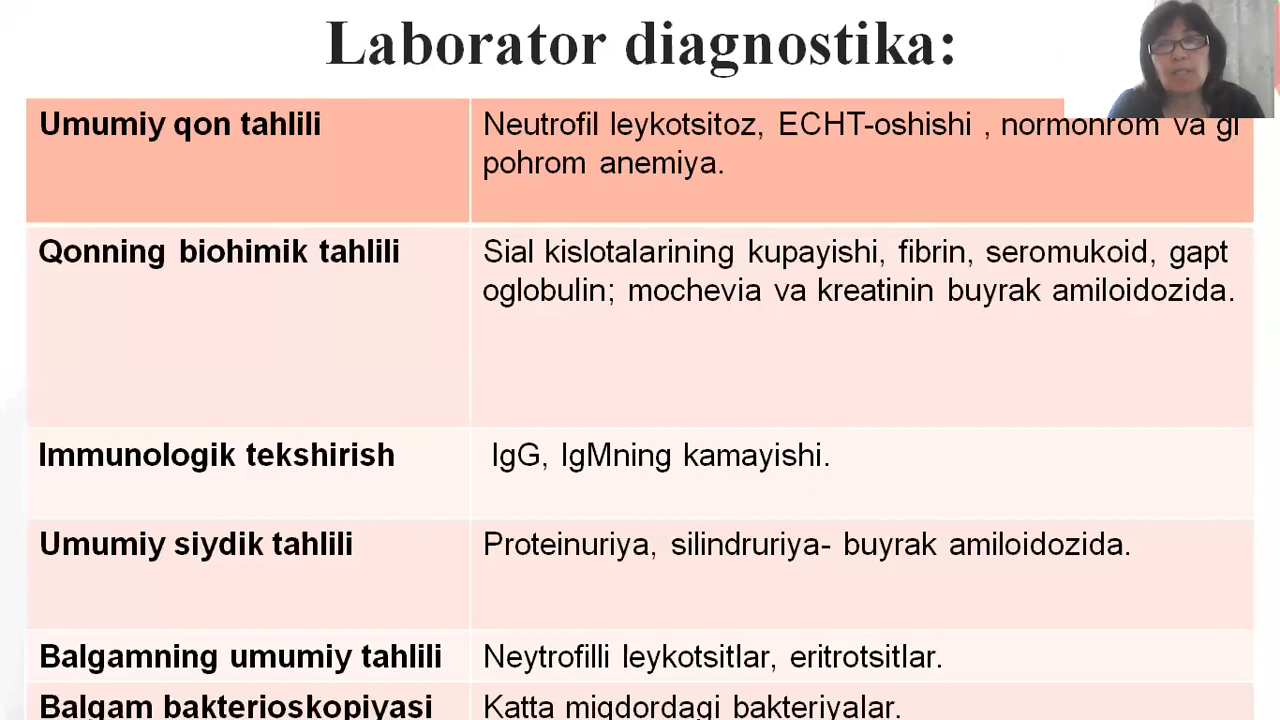 Laborator diagnostika:
Umumiy qon tahlili
Neutrofil leykotsitoz, ECHT-oshishi , normohrom va gi
pohrom anemiya.
Qonning biohimik tahlili
Sial kislotalarining kupayishi, fibrin, seromukoid, gapt
oglobulin; mochevia va kreatinin buyrak amiloidozida.
Immunologik tekshirish
IgG, IgMning kamayishi.
Umumiy siydik tahlili
Proteinuriya, silindruriya- buyrak amiloidozida.
Balgamning umumiy tahlili
Neytrofilli leykotsitlar, eritrotsitlar.
Balgam bakterioskopiyasi
Katta miqdordagi bakteriyalar.